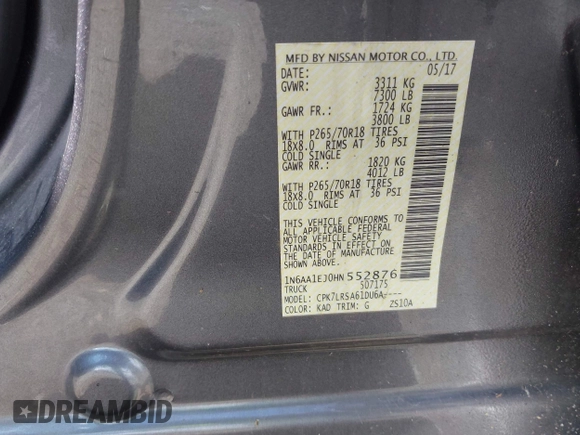 MFD BY NISSAN MOTOR CO., LTD.
DATE: 05/17
GVWR: 3311 KG
7300 LB
GAWR FR.: 1724 KG
3800 LB
WITH P265/70R18 TIRES
18x8.0 RIMS AT 36 PSI
COLD SINGLE
GAWR RR.: 1820 KG
4012 LB
WITH P265/70R18 TIRES
18x8.0 RIMS AT 36 PSI
COLD SINGLE
THIS VEHICLE CONFORMS TO
ALL APPLICABLE FEDERAL
MOTOR VEHICLE SAFETY
STANDARDS IN EFFECT ON
THE DATE OF MANUFACTURE
SHOWN ABOVE
1N6AA1EJ0HN552876
TRUCK 507175
MODEL: CPK7LR5A61DU6A----
COLOR: KAD TRIM: G ZS10A
DREAMBID